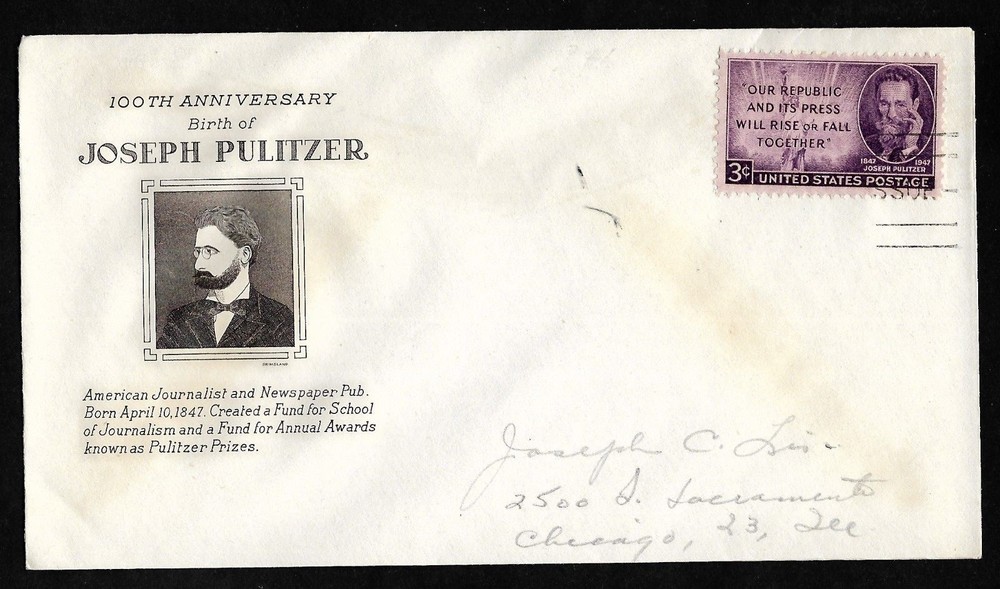 100TH ANNIVERSARY
Birth of
JOSEPH PULITZER
American Journalist and Newspaper Pub.
Born April 10, 1847. Created a Fund for School
of Journalism and a Fund for Annual Awards
known as Pulitzer Prizes.
"OUR REPUBLIC
AND ITS PRESS
WILL RISE OR FALL
TOGETHER"
1847 1947
JOSEPH PULITZER
3¢ UNITED STATES POSTAGE
SSUE
Joseph C. Lis
2500 S. Sacramento
Chicago, 23, Ill